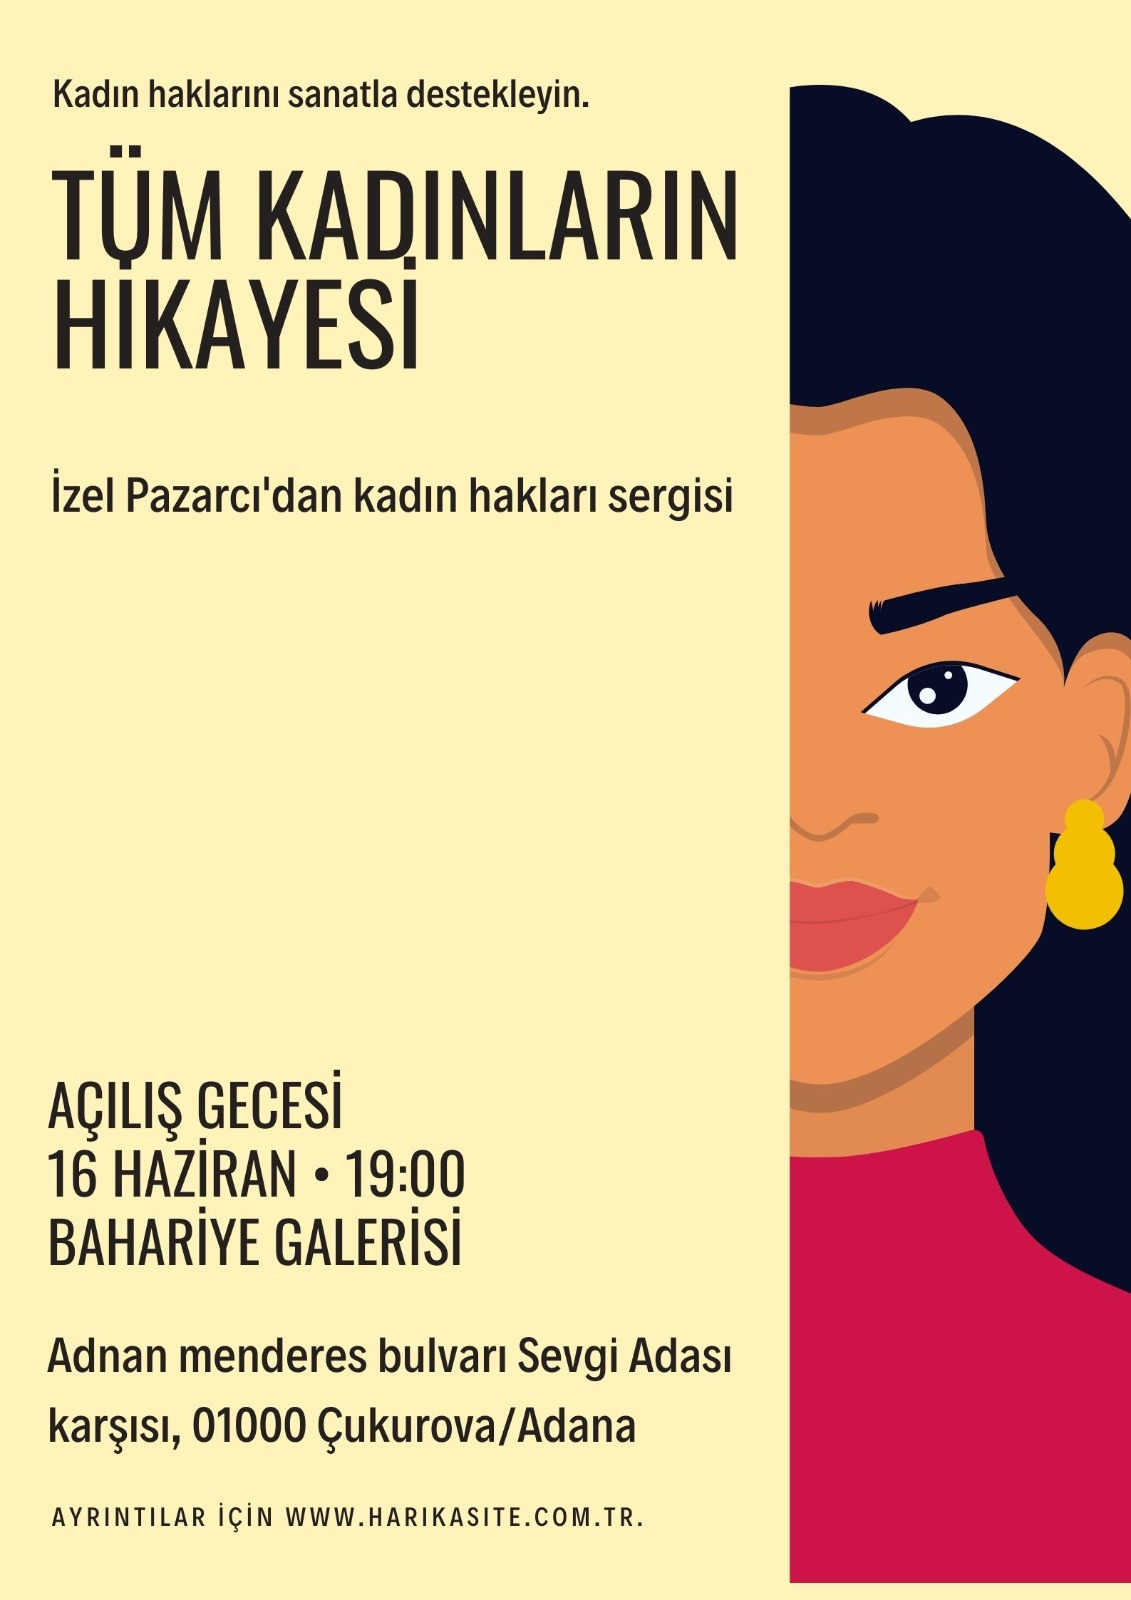 Kadın haklarını sanatla destekleyin.
TÜM KADINLARIN
HİKAYESİ
İzel Pazarcı'dan kadın hakları sergisi
AÇILIŞ GECESİ
16 HAZİRAN • 19:00
BAHARİYE GALERİSİ
Adnan menderes bulvarı Sevgi Adası
karşısı, 01000 Çukurova/Adana
AYRINTILAR İÇİN WWW.HARIKASITE.COM.TR.